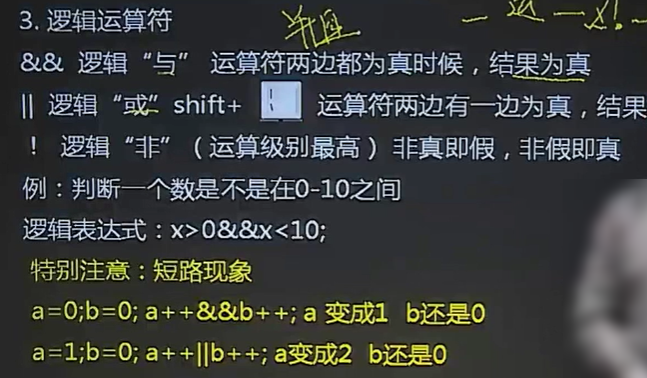 3. 逻辑运算符 并且
&& 逻辑“与” 运算符两边都为真时候，结果为真
|| 逻辑“或”shift+ \ 运算符两边有一边为真，结果
！ 逻辑“非”（运算级别最高）非真即假，非假即真
例：判断一个数是不是在0-10之间
逻辑表达式：x>0&&x<10;
特别注意：短路现象
a=0;b=0; a++&&b++; a 变成1 b还是0
a=1;b=0; a++||b++; a变成2 b还是0